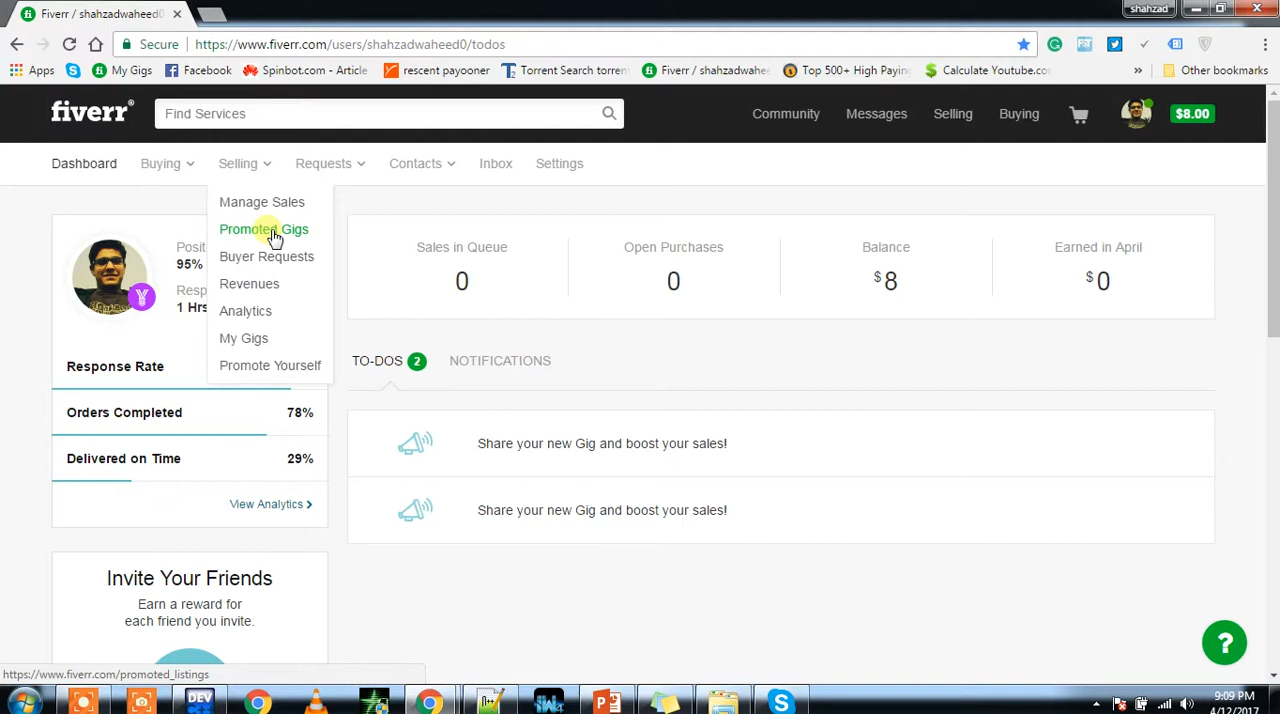 Fiverr / shahzadwaheed0
shahzad
Secure
https://www.fiverr.com/users/shahzadwaheed0/todos
Apps
My Gigs
Facebook
Spinbot.com - Article
rescent payooner
Torrent Search torren
Fiverr / shahzadwahee
Top 500+ High Paying
Calculate Youtube.co
»
Other bookmarks
fiverr®
Find Services
Community
Messages
Selling
Buying
$8.00
Dashboard
Buying
Selling
Requests
Contacts
Inbox
Settings
Manage Sales
Promoted Gigs
Buyer Requests
Revenues
Analytics
My Gigs
Promote Yourself
Posit
95%
Resp
1 Hrs
Response Rate
Orders Completed 78%
Delivered on Time 29%
View Analytics
Sales in Queue
0
Open Purchases
0
Balance
$8
Earned in April
$0
TO-DOS 2
NOTIFICATIONS
Share your new Gig and boost your sales!
Share your new Gig and boost your sales!
Invite Your Friends
Earn a reward for
each friend you invite.
?
https://www.fiverr.com/promoted_listings
DEV
9:09 PM
4/12/2017